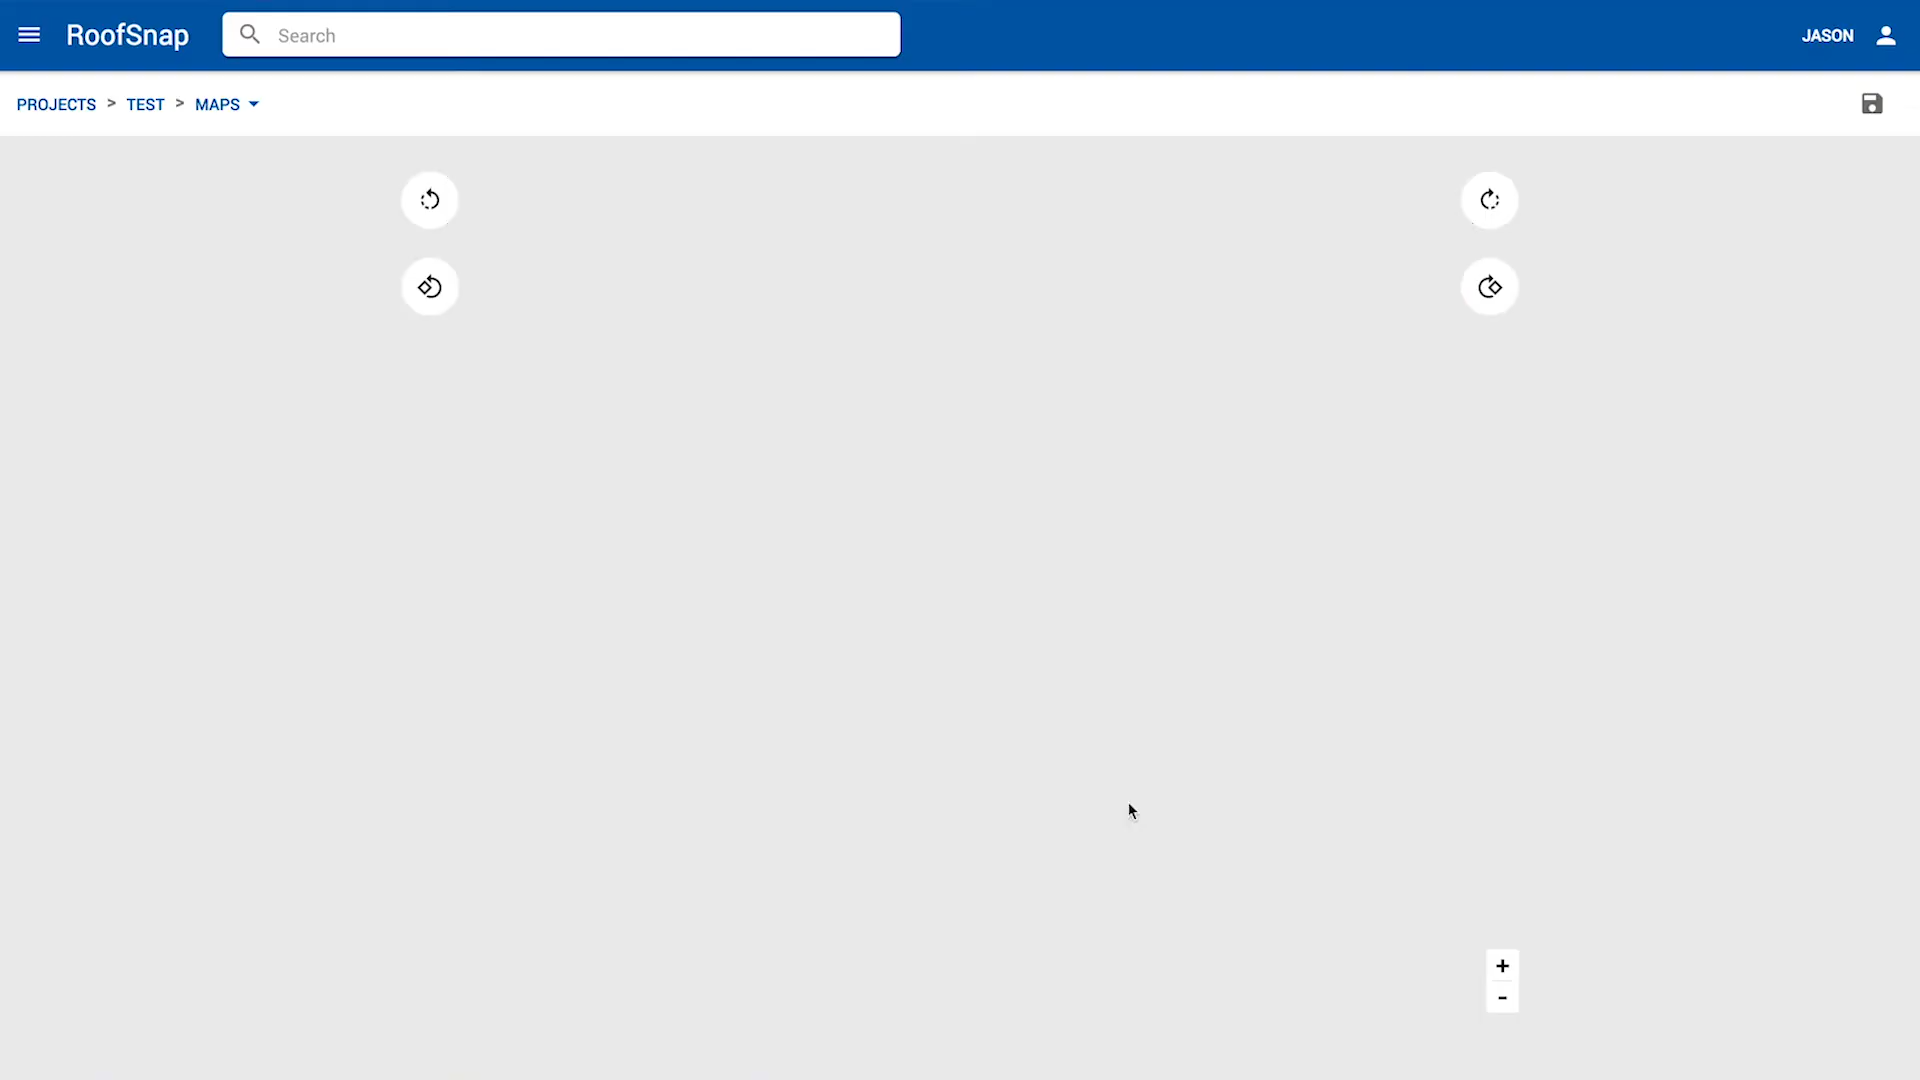 RoofSnap
Search
JASON
PROJECTS > TEST > MAPS
+
-